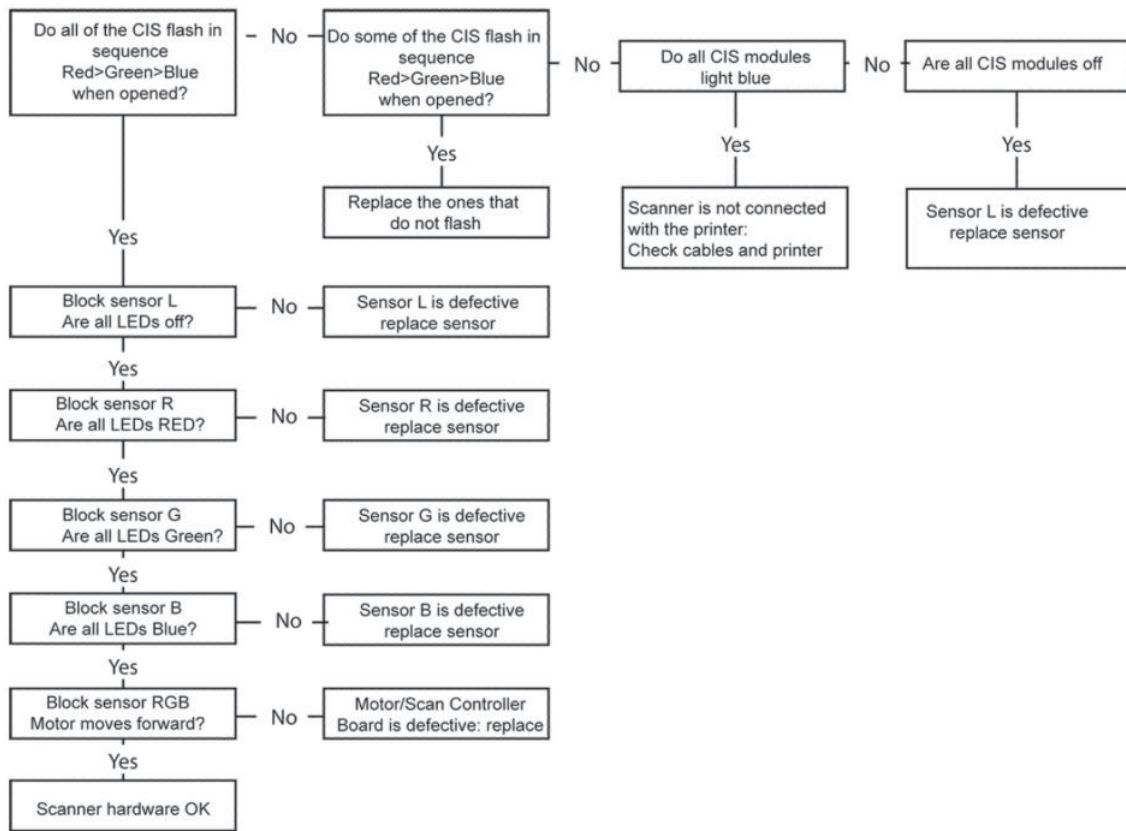 Do all of the CIS flash in
sequence
Red>Green>Blue
when opened?
No
Do some of the CIS flash in
sequence
Red>Green>Blue
when opened?
No
Do all CIS modules
light blue
No
Are all CIS modules off
Yes
Replace the ones that
do not flash
Yes
Scanner is not connected
with the printer:
Check cables and printer
Yes
Sensor L is defective
replace sensor
Yes
Block sensor L
Are all LEDs off?
No
Sensor L is defective
replace sensor
Yes
Block sensor R
Are all LEDs RED?
No
Sensor R is defective
replace sensor
Yes
Block sensor G
Are all LEDs Green?
No
Sensor G is defective
replace sensor
Yes
Block sensor B
Are all LEDs Blue?
No
Sensor B is defective
replace sensor
Yes
Block sensor RGB
Motor moves forward?
No
Motor/Scan Controller
Board is defective: replace
Yes
Scanner hardware OK